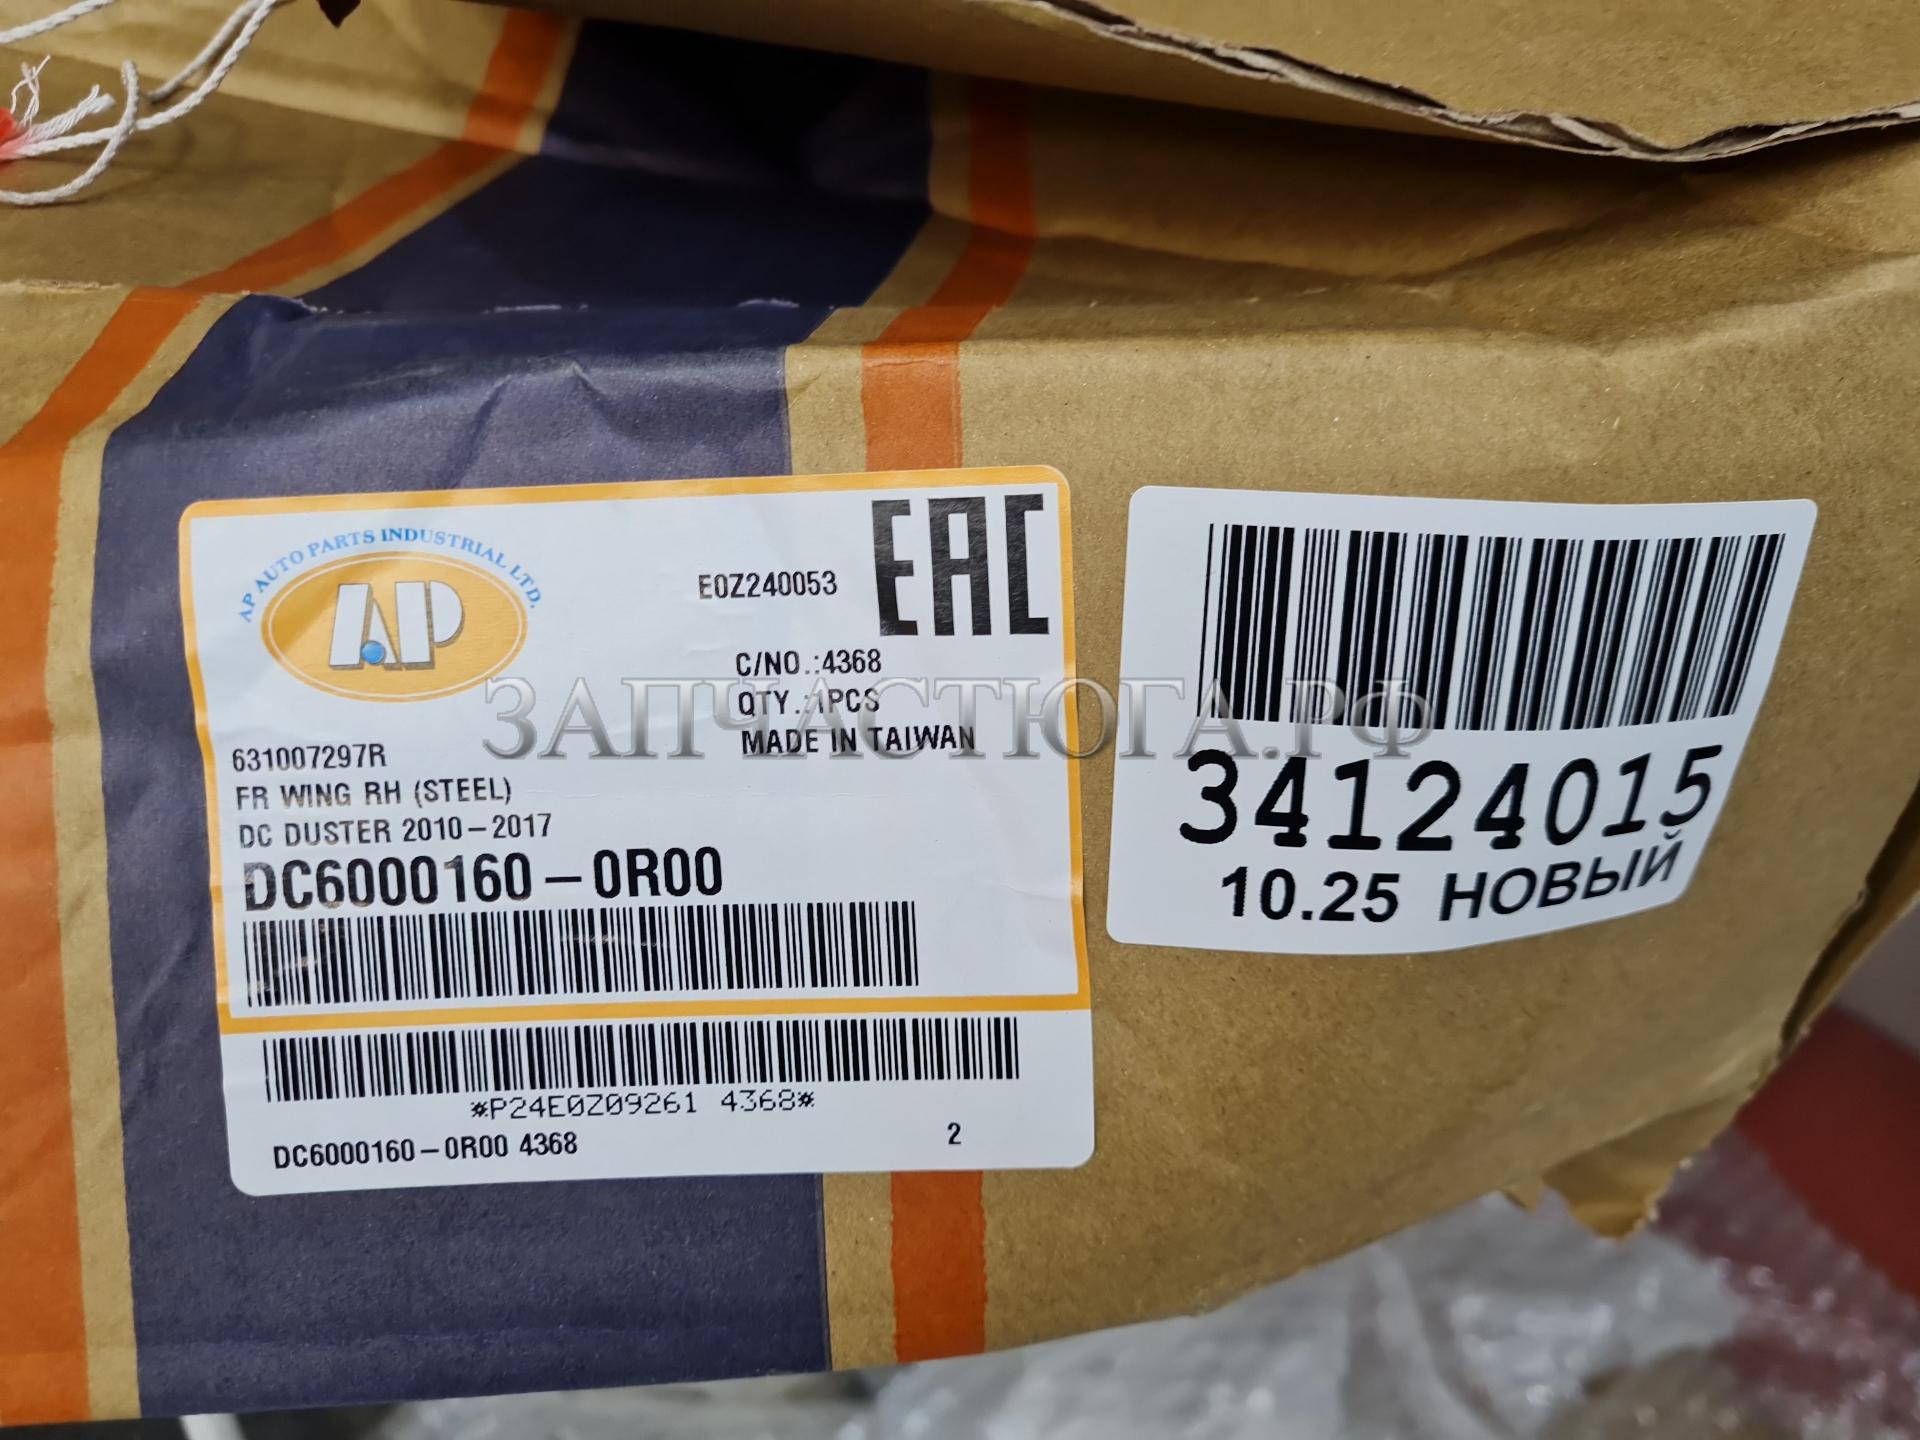 AP AUTO PARTS INDUSTRIAL LTD.
AP
E0Z240053
EAC
C/NO.:4368
QTY.:1PCS
MADE IN TAIWAN
631007297R
FR WING RH (STEEL)
DC DUSTER 2010-2017
DC6000160-0R00
*P24E0Z09261 4368*
DC6000160-0R00 4368
2
34124015
10.25 НОВЫЙ
ЗАПЧАСТЮГА.РФ